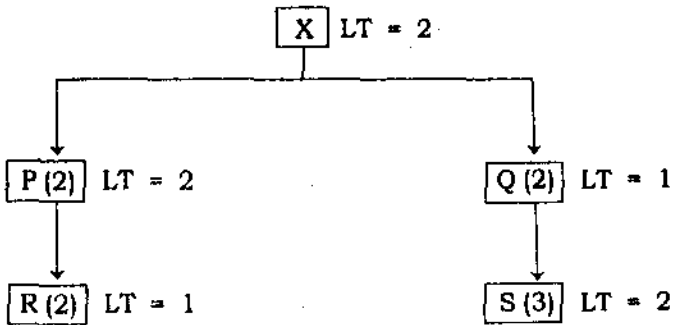 X LT = 2
P (2) LT = 2 Q (2) LT = 1
R (2) LT = 1 S (3) LT = 2